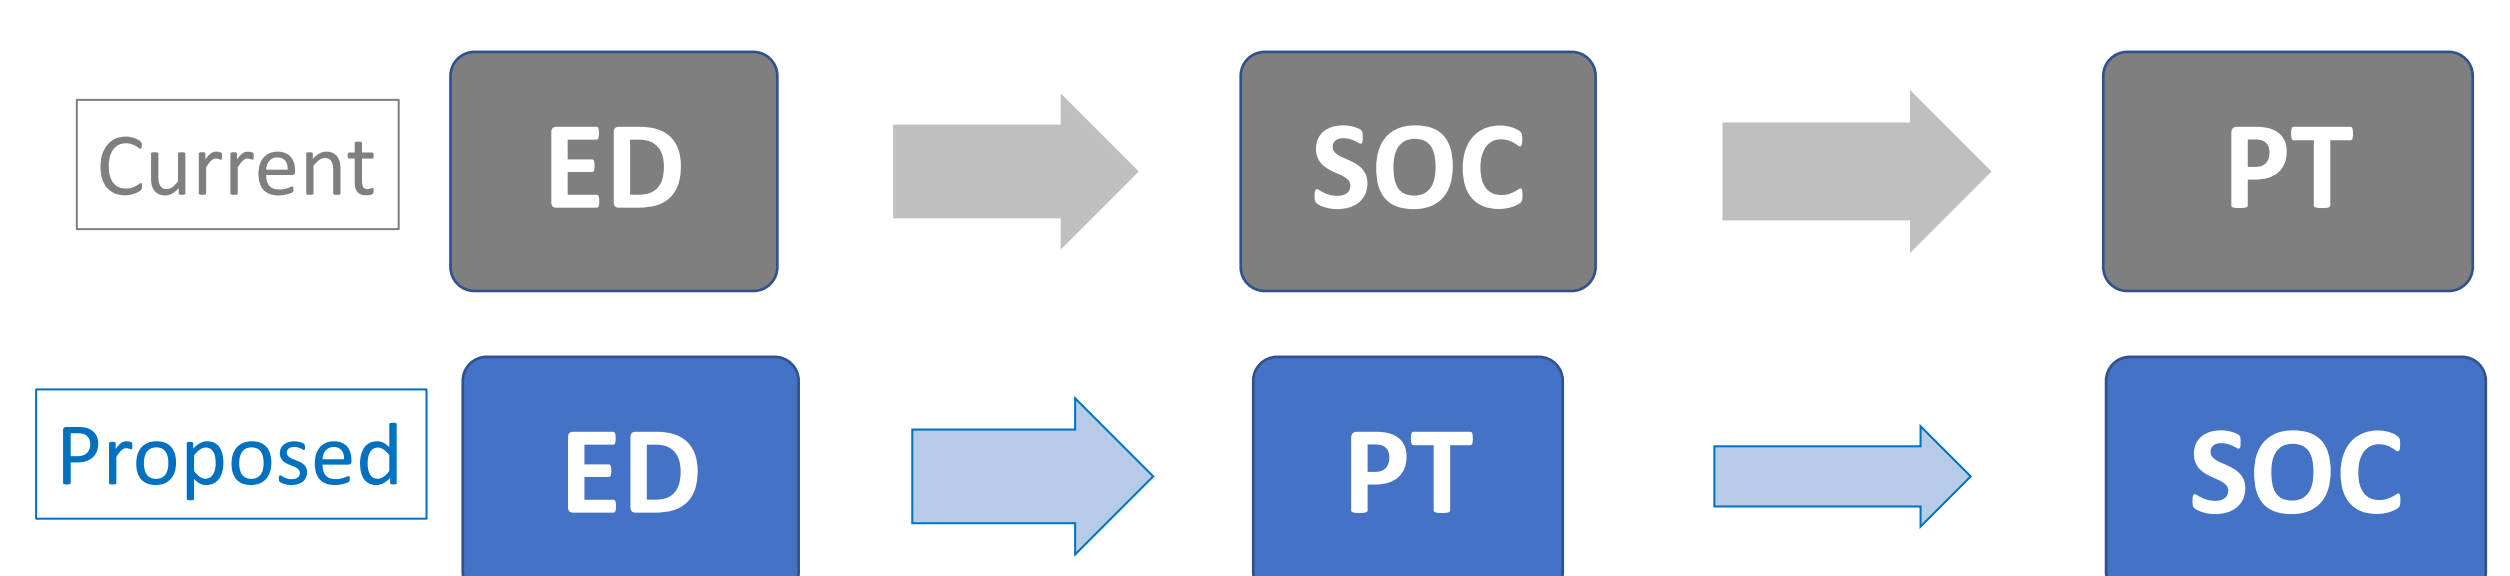 Current
ED
SOC
PT
Proposed
ED
PT
SOC